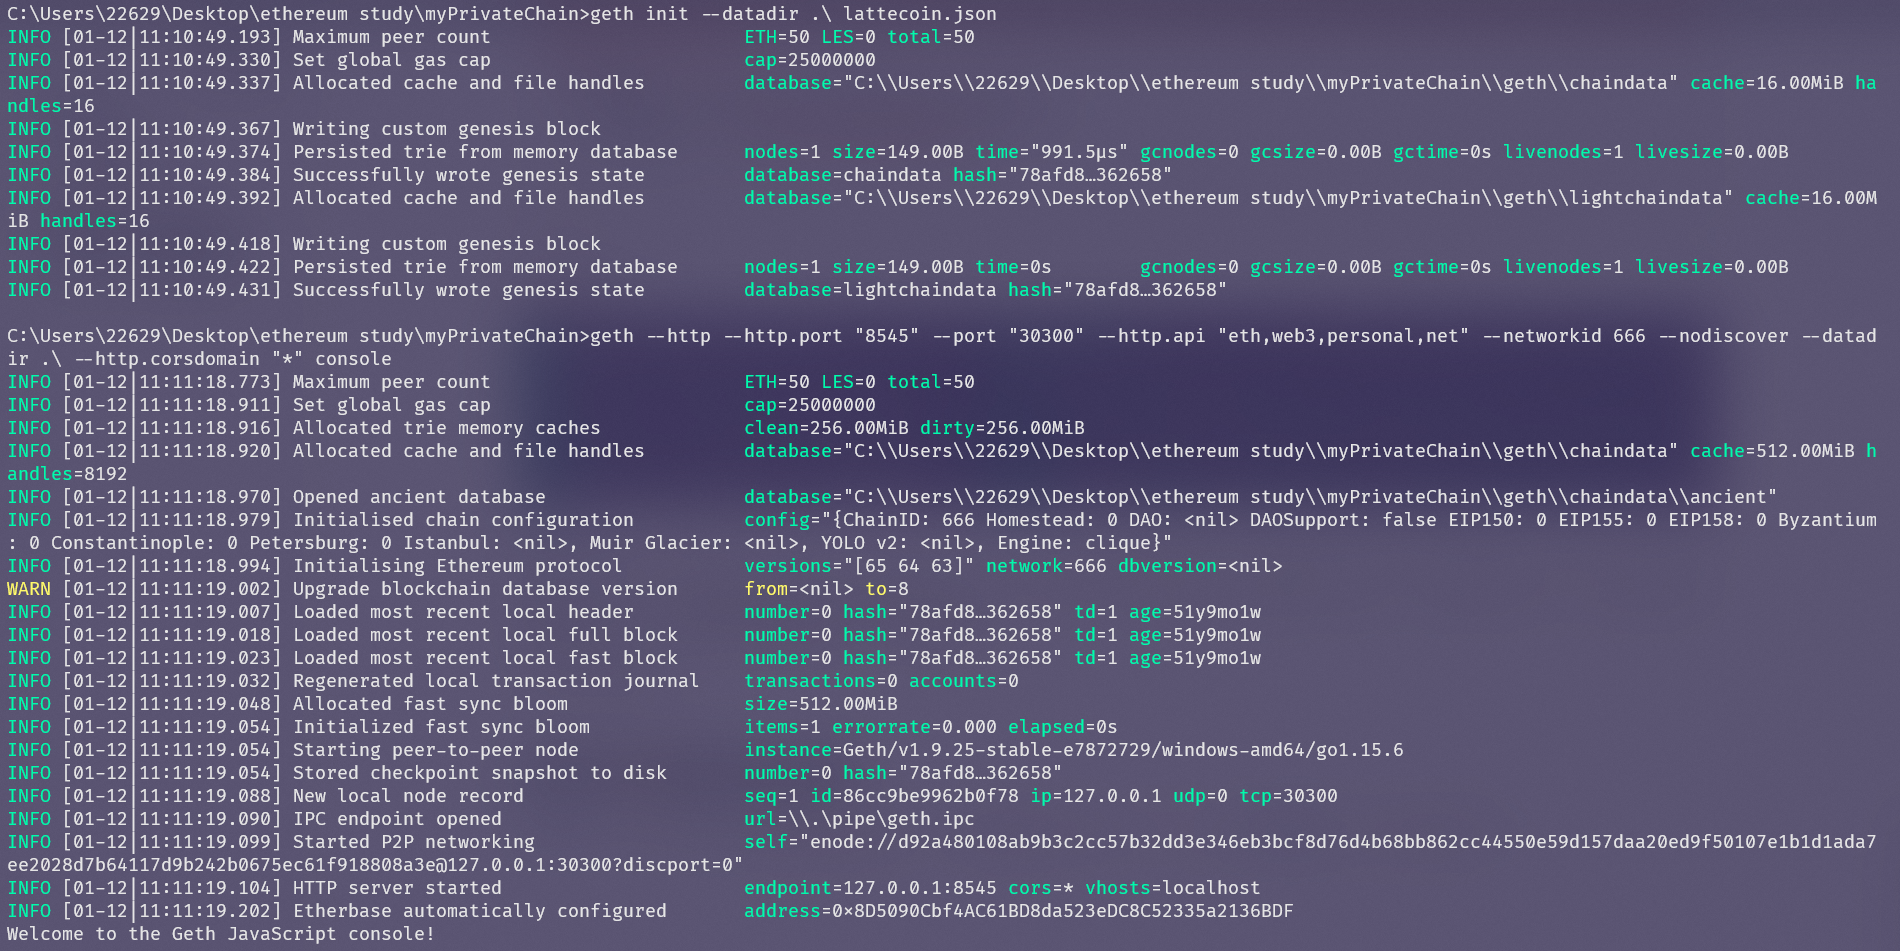 C:\Users\22629\Desktop\ethereum study\myPrivateChain>geth init --datadir .\ lattecoin.json
INFO [01-12|11:10:49.193] Maximum peer count                       ETH=50 LES=0 total=50
INFO [01-12|11:10:49.330] Set global gas cap                       cap=25000000
INFO [01-12|11:10:49.337] Allocated cache and file handles         database="C:\\Users\\22629\\Desktop\\ethereum study\\myPrivateChain\\geth\\chaindata" cache=16.00MiB ha
ndles=16
INFO [01-12|11:10:49.367] Writing custom genesis block
INFO [01-12|11:10:49.374] Persisted trie from memory database      nodes=1 size=149.00B time="991.5µs" gcnodes=0 gcsize=0.00B gctime=0s livenodes=1 livesize=0.00B
INFO [01-12|11:10:49.384] Successfully wrote genesis state         database=chaindata hash="78afd8…362658"
INFO [01-12|11:10:49.392] Allocated cache and file handles         database="C:\\Users\\22629\\Desktop\\ethereum study\\myPrivateChain\\geth\\lightchaindata" cache=16.00M
iB handles=16
INFO [01-12|11:10:49.418] Writing custom genesis block
INFO [01-12|11:10:49.422] Persisted trie from memory database      nodes=1 size=149.00B time=0s        gcnodes=0 gcsize=0.00B gctime=0s livenodes=1 livesize=0.00B
INFO [01-12|11:10:49.431] Successfully wrote genesis state         database=lightchaindata hash="78afd8…362658"
C:\Users\22629\Desktop\ethereum study\myPrivateChain>geth --http --http.port "8545" --port "30300" --http.api "eth,web3,personal,net" --networkid 666 --nodiscover --datad
ir .\ --http.corsdomain "*" console
INFO [01-12|11:11:18.773] Maximum peer count                       ETH=50 LES=0 total=50
INFO [01-12|11:11:18.911] Set global gas cap                       cap=25000000
INFO [01-12|11:11:18.916] Allocated trie memory caches             clean=256.00MiB dirty=256.00MiB
INFO [01-12|11:11:18.920] Allocated cache and file handles         database="C:\\Users\\22629\\Desktop\\ethereum study\\myPrivateChain\\geth\\chaindata" cache=512.00MiB h
andles=8192
INFO [01-12|11:11:18.970] Opened ancient database                  database="C:\\Users\\22629\\Desktop\\ethereum study\\myPrivateChain\\geth\\chaindata\\ancient"
INFO [01-12|11:11:18.979] Initialised chain configuration          config="{ChainID: 666 Homestead: 0 DAO: <nil> DAOSupport: false EIP150: 0 EIP155: 0 EIP158: 0 Byzantium
: 0 Constantinople: 0 Petersburg: 0 Istanbul: <nil>, Muir Glacier: <nil>, YOLO v2: <nil>, Engine: clique}"
INFO [01-12|11:11:18.994] Initialising Ethereum protocol           versions="[65 64 63]" network=666 dbversion=<nil>
WARN [01-12|11:11:19.002] Upgrade blockchain database version      from=<nil> to=8
INFO [01-12|11:11:19.007] Loaded most recent local header          number=0 hash="78afd8…362658" td=1 age=51y9mo1w
INFO [01-12|11:11:19.018] Loaded most recent local full block      number=0 hash="78afd8…362658" td=1 age=51y9mo1w
INFO [01-12|11:11:19.023] Loaded most recent local fast block      number=0 hash="78afd8…362658" td=1 age=51y9mo1w
INFO [01-12|11:11:19.032] Regenerated local transaction journal    transactions=0 accounts=0
INFO [01-12|11:11:19.048] Allocated fast sync bloom                size=512.00MiB
INFO [01-12|11:11:19.054] Initialized fast sync bloom              items=1 errorrate=0.000 elapsed=0s
INFO [01-12|11:11:19.054] Starting peer-to-peer node               instance=Geth/v1.9.25-stable-e7872729/windows-amd64/go1.15.6
INFO [01-12|11:11:19.054] Stored checkpoint snapshot to disk       number=0 hash="78afd8…362658"
INFO [01-12|11:11:19.088] New local node record                    seq=1 id=86cc9be9962b0f78 ip=127.0.0.1 udp=0 tcp=30300
INFO [01-12|11:11:19.090] IPC endpoint opened                      url=\\.\pipe\geth.ipc
INFO [01-12|11:11:19.099] Started P2P networking                   self="enode://d92a480108ab9b3c2cc57b32dd3e346eb3bcf8d76d4b68bb862cc44550e59d157daa20ed9f50107e1b1d1ada7
ee2028d7b64117d9b242b0675ec61f918808a3e@127.0.0.1:30300?discport=0"
INFO [01-12|11:11:19.104] HTTP server started                      endpoint=127.0.0.1:8545 cors=* vhosts=localhost
INFO [01-12|11:11:19.202] Etherbase automatically configured       address=0x8D5090Cbf4AC61BD8da523eDC8C52335a2136BDF
Welcome to the Geth JavaScript console!